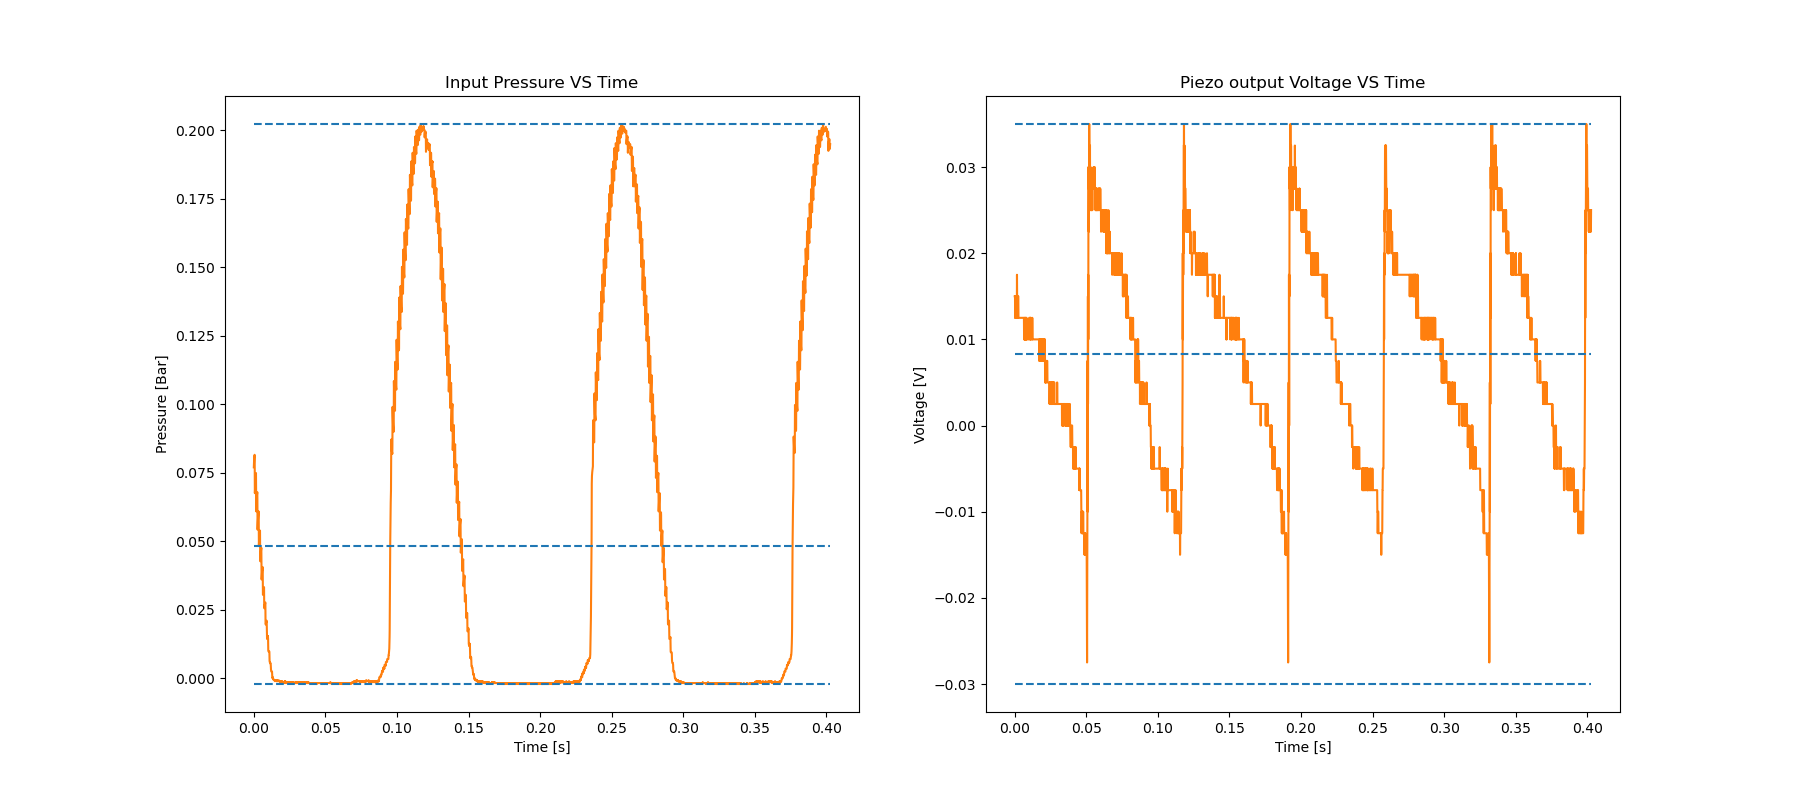 Input Pressure VS Time
Pressure [Bar]
0.200
0.175
0.150
0.125
0.100
0.075
0.050
0.025
0.000
0.00 0.05 0.10 0.15 0.20 0.25 0.30 0.35 0.40
Time [s]
Piezo output Voltage VS Time
Voltage [V]
0.03
0.02
0.01
0.00
−0.01
−0.02
−0.03
0.00 0.05 0.10 0.15 0.20 0.25 0.30 0.35 0.40
Time [s]